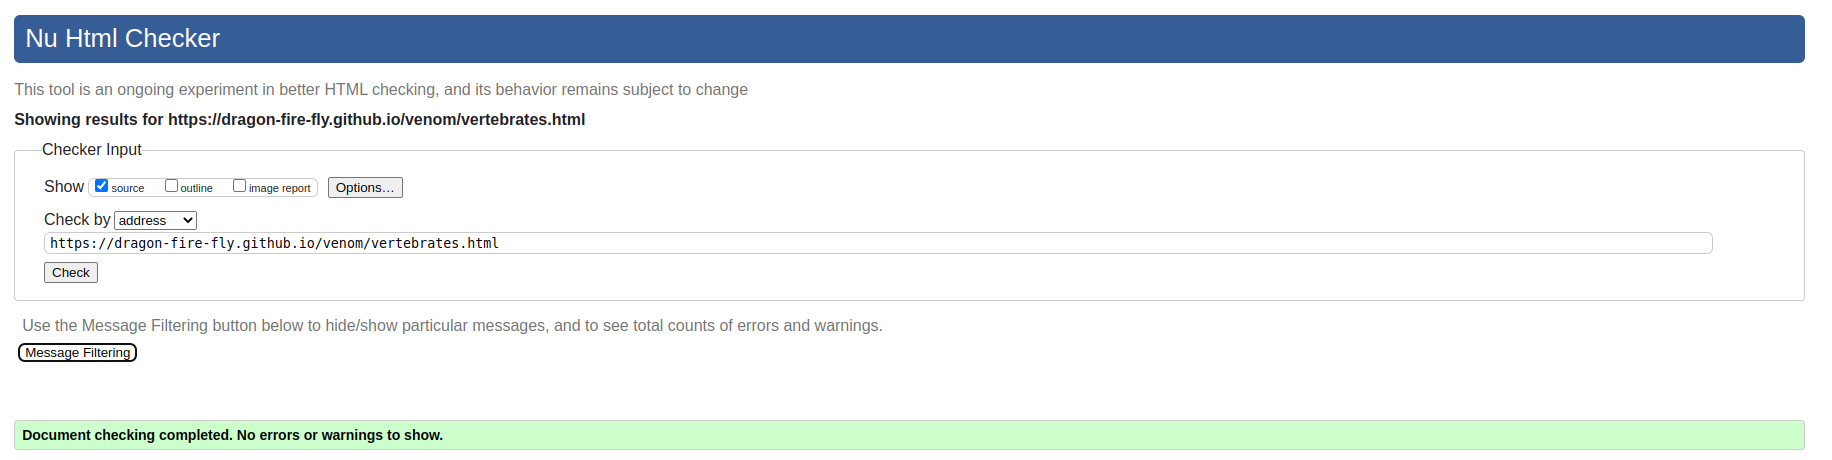 Nu Html Checker
This tool is an ongoing experiment in better HTML checking, and its behavior remains subject to change
Showing results for https://dragon-fire-fly.github.io/venom/vertebrates.html
Checker Input
Show source outline image report Options...
Check by address
https://dragon-fire-fly.github.io/venom/vertebrates.html
Check
Use the Message Filtering button below to hide/show particular messages, and to see total counts of errors and warnings.
Message Filtering
Document checking completed. No errors or warnings to show.